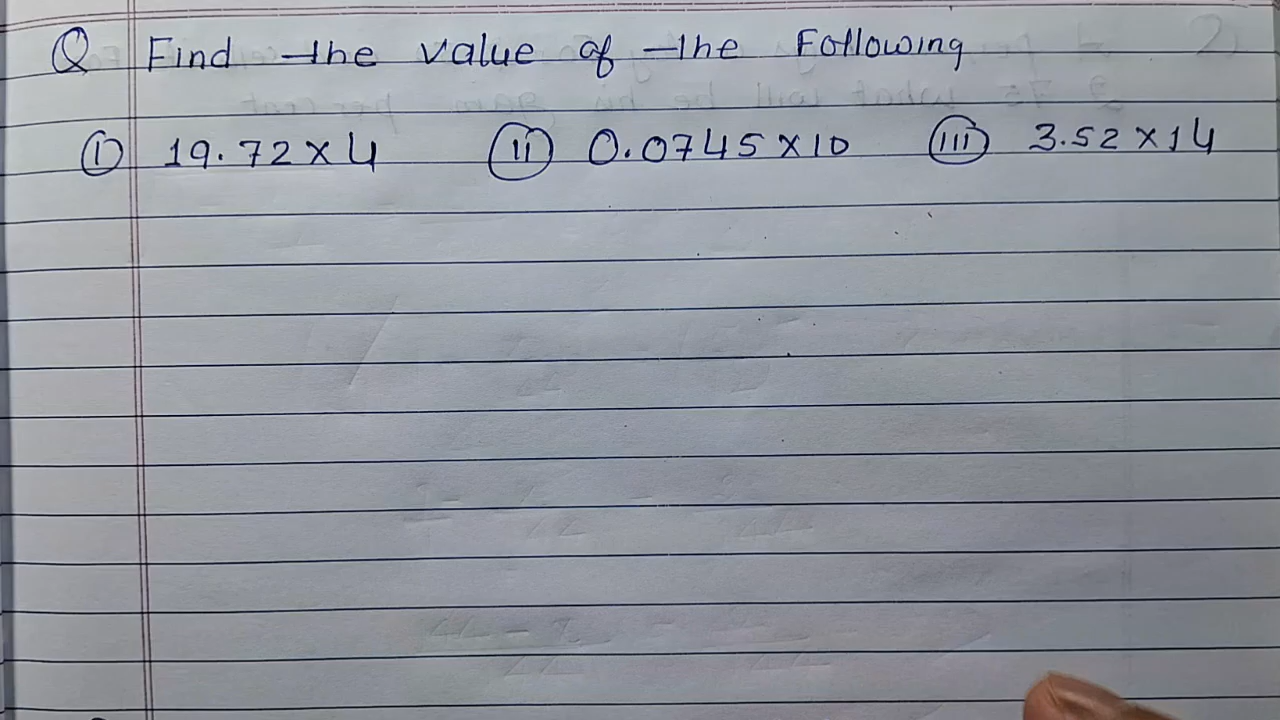 Q Find the value of the Following
(i) 19.72 × 4 (ii) 0.0745 × 10 (iii) 3.52 × 14